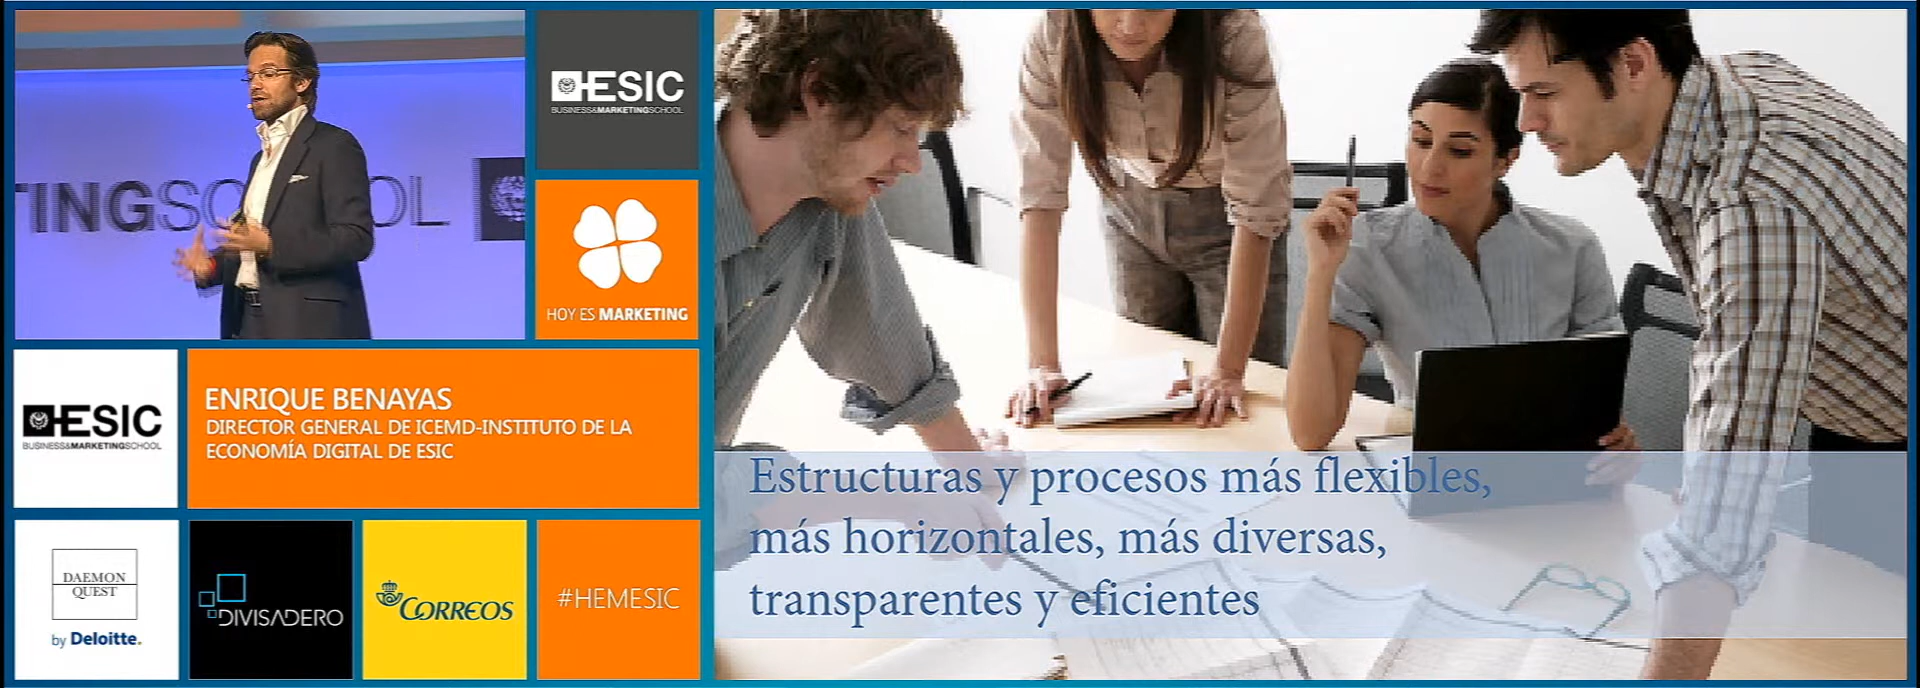 TINGSCHOOL
ESIC
BUSINESS&MARKETINGSCHOOL
HOY ES MARKETING
ESIC
BUSINESS&MARKETINGSCHOOL
ENRIQUE BENAYAS
DIRECTOR GENERAL DE ICEMD-INSTITUTO DE LA
ECONOMÍA DIGITAL DE ESIC
DAEMON
QUEST
by Deloitte.
DIVISADERO
CORREOS
#HEMESIC
Estructuras y procesos más flexibles,
más horizontales, más diversas,
transparentes y eficientes